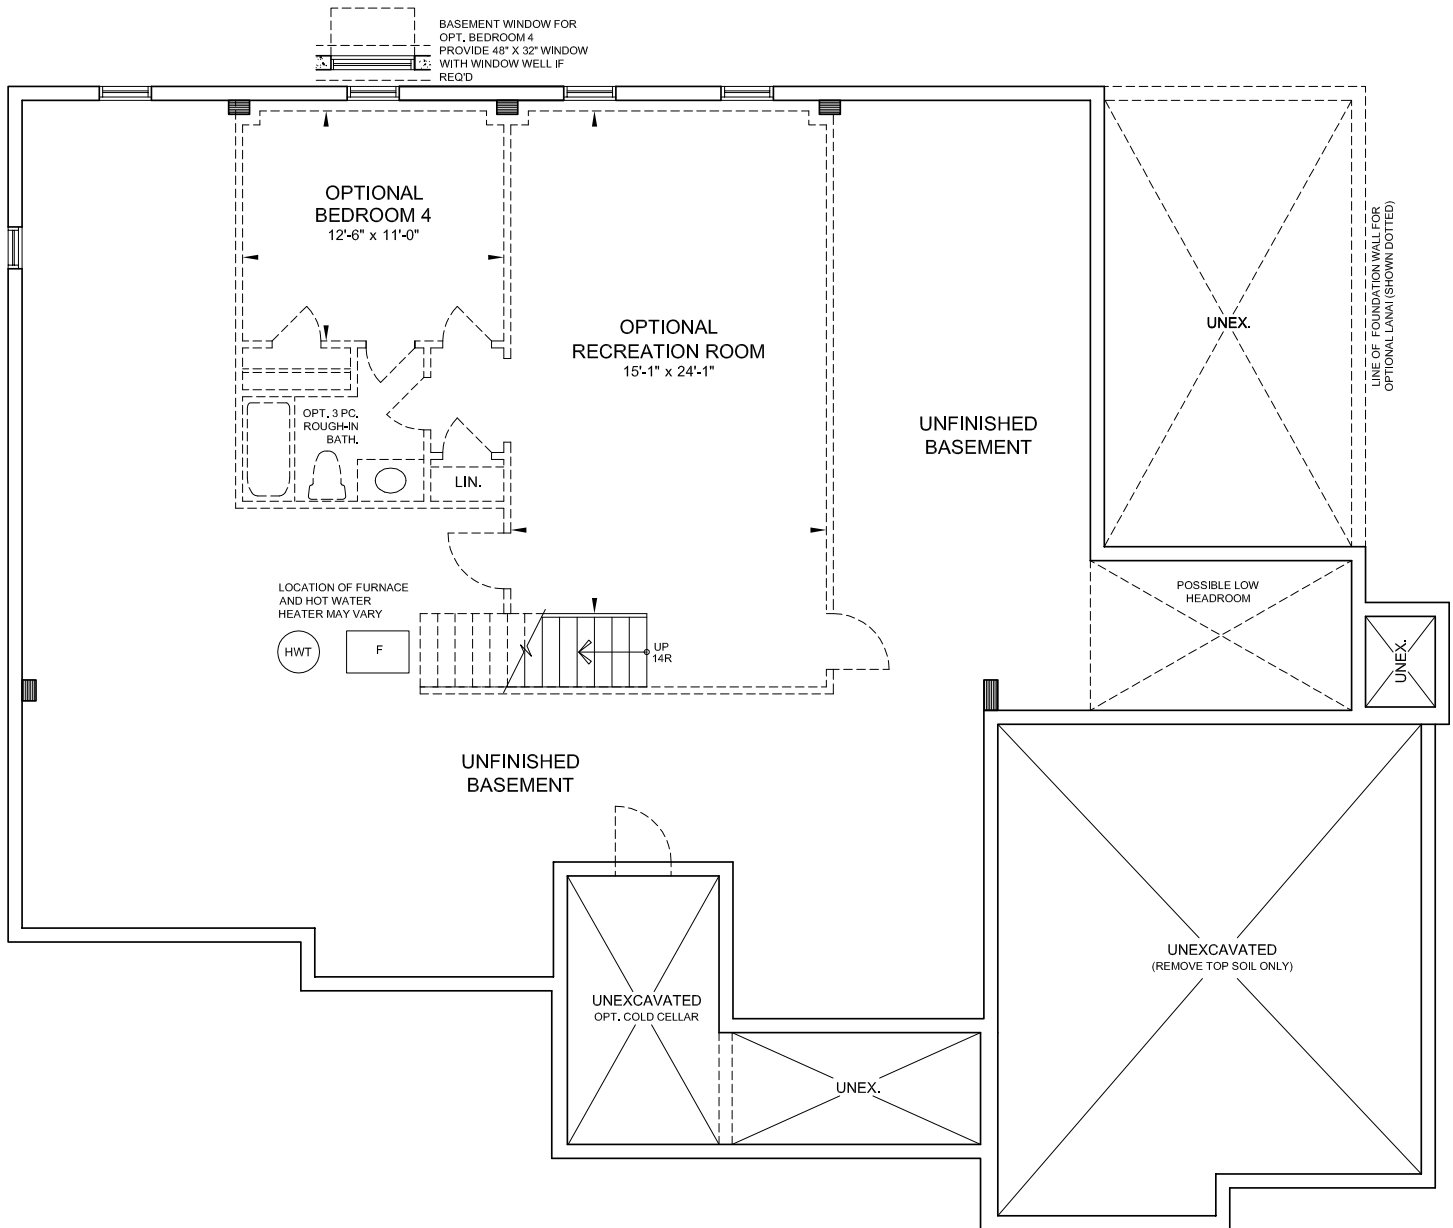 BASEMENT WINDOW FOR
OPT. BEDROOM 4
PROVIDE 48" X 32" WINDOW
WITH WINDOW WELL IF
REQ'D
OPTIONAL
BEDROOM 4
12'-6" x 11'-0"
OPTIONAL
RECREATION ROOM
15'-1" x 24'-1"
UNEX.
LINE OF FOUNDATION WALL FOR
OPTIONAL LANAI (SHOWN DOTTED)
OPT. 3 PC.
ROUGH-IN
BATH.
LIN.
UNFINISHED
BASEMENT
LOCATION OF FURNACE
AND HOT WATER
HEATER MAY VARY
HWT
F
UP
14R
POSSIBLE LOW
HEADROOM
UNEX.
UNFINISHED
BASEMENT
UNEXCAVATED
(REMOVE TOP SOIL ONLY)
UNEXCAVATED
OPT. COLD CELLAR
UNEX.